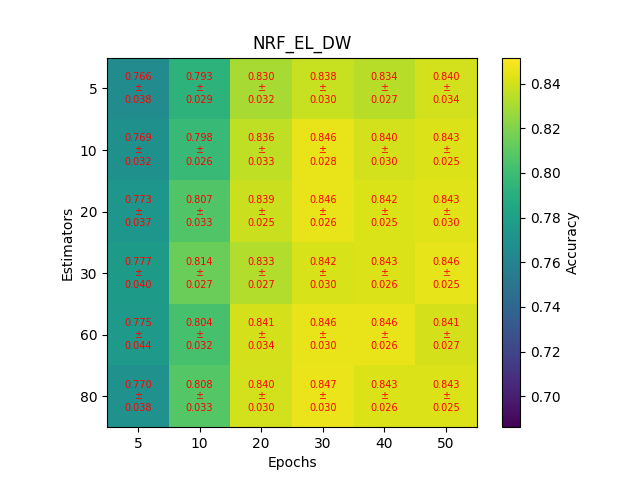 NRF_EL_DW
5 0.766 0.793 0.830 0.838 0.834 0.840
± ± ± ± ± ±
0.038 0.029 0.032 0.030 0.027 0.034
10 0.769 0.798 0.836 0.846 0.840 0.843
± ± ± ± ± ±
0.032 0.026 0.033 0.028 0.030 0.025
20 0.773 0.807 0.839 0.846 0.842 0.843
± ± ± ± ± ±
0.037 0.033 0.025 0.026 0.025 0.030
30 0.777 0.814 0.833 0.842 0.843 0.846
± ± ± ± ± ±
0.040 0.027 0.027 0.030 0.026 0.025
60 0.775 0.804 0.841 0.846 0.846 0.841
± ± ± ± ± ±
0.044 0.032 0.034 0.030 0.026 0.027
80 0.770 0.808 0.840 0.847 0.843 0.843
± ± ± ± ± ±
0.038 0.033 0.030 0.030 0.026 0.025
5 10 20 30 40 50
Epochs
Estimators
0.84
0.82
0.80
0.78
0.76
0.74
0.72
0.70
Accuracy